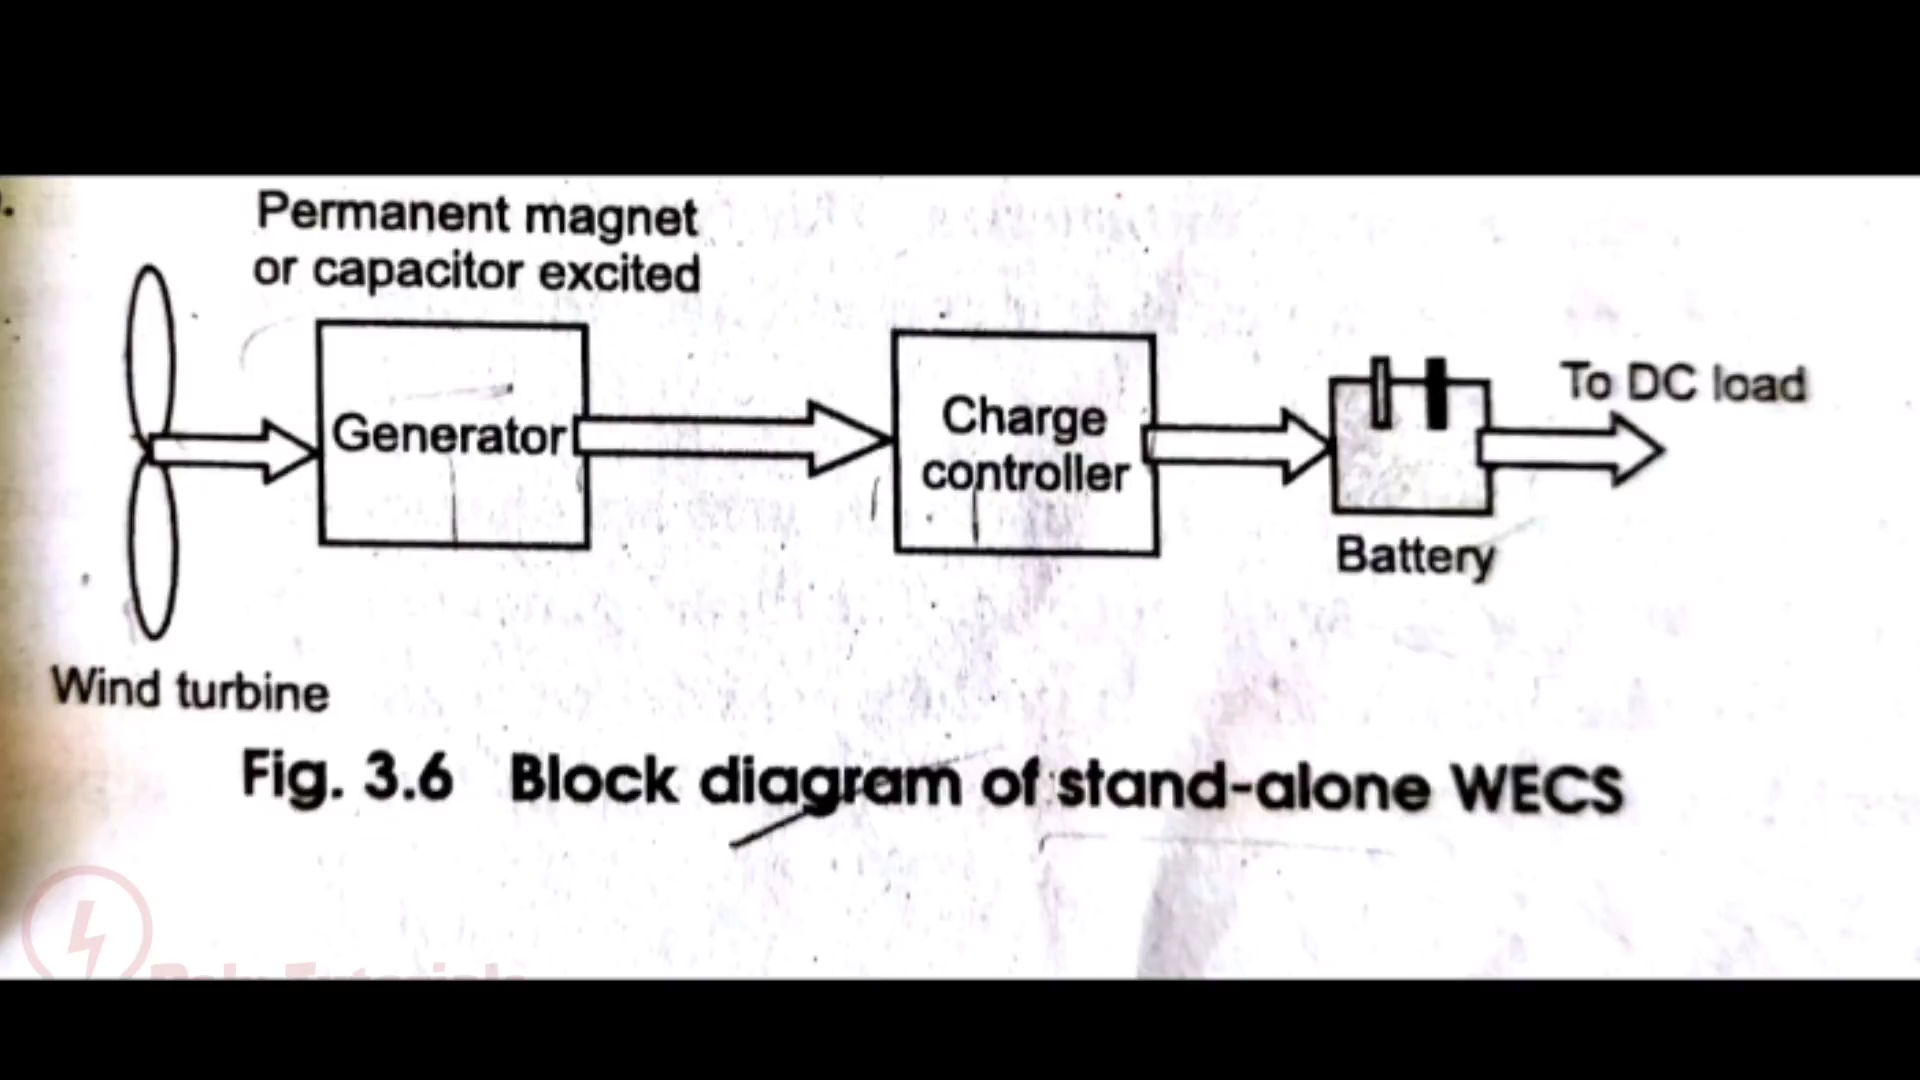 Permanent magnet
or capacitor excited
Generator
Charge
controller
To DC load
Battery
Wind turbine
Fig. 3.6 Block diagram of stand-alone WECS